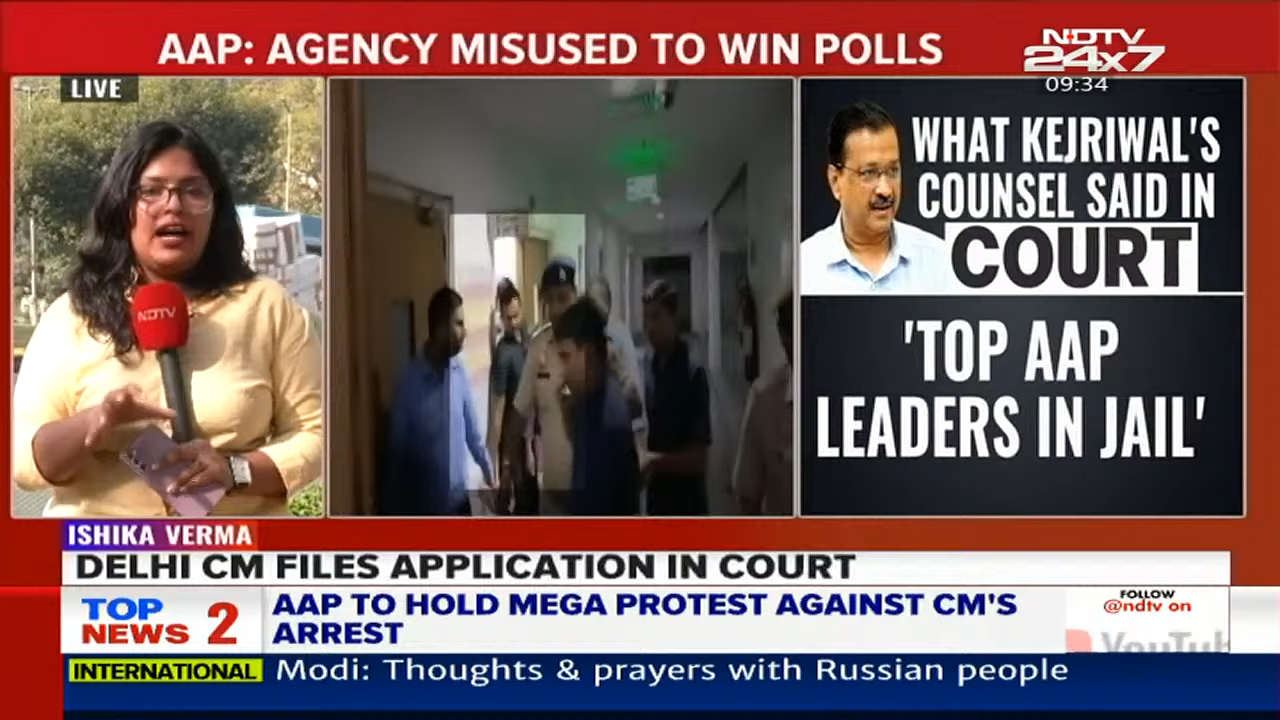 AAP: AGENCY MISUSED TO WIN POLLS
NDTV
24x7
09:34
LIVE
NDTV
WHAT KEJRIWAL'S
COUNSEL SAID IN
COURT
'TOP AAP
LEADERS IN JAIL'
ISHIKA VERMA
DELHI CM FILES APPLICATION IN COURT
TOP
NEWS 2
AAP TO HOLD MEGA PROTEST AGAINST CM'S
ARREST
FOLLOW
@ndtv on
INTERNATIONAL Modi: Thoughts & prayers with Russian people